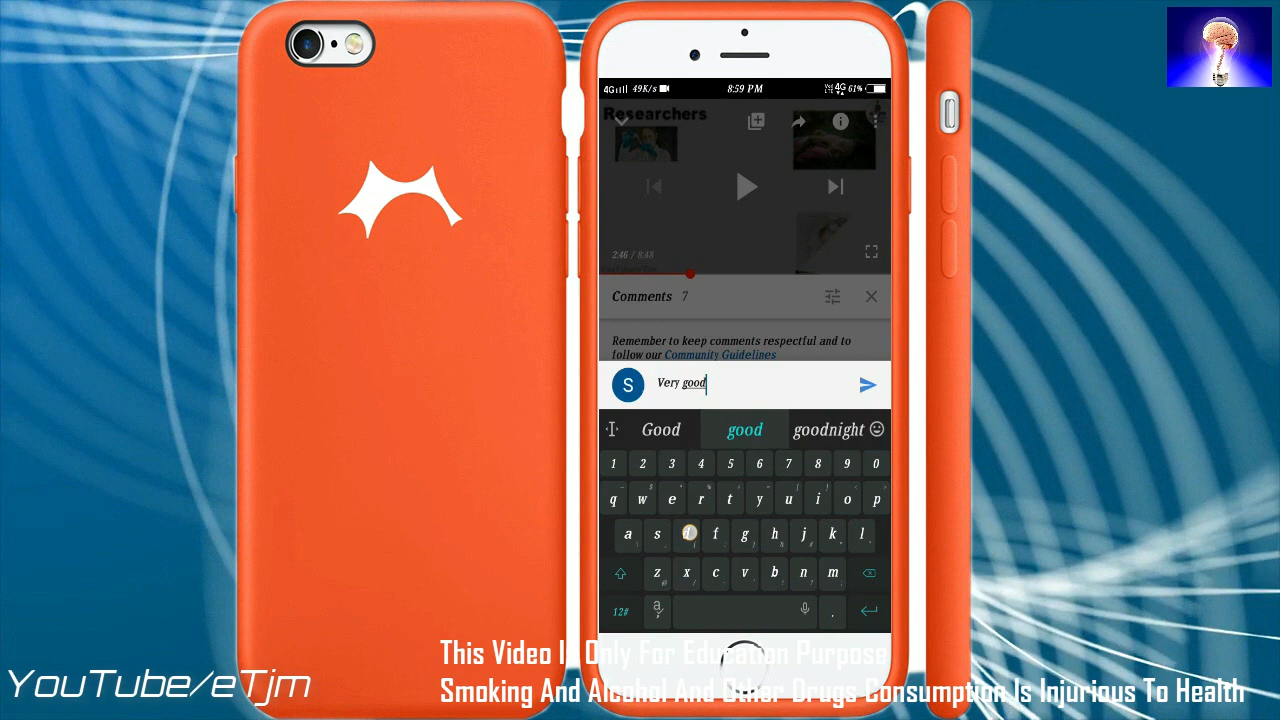 4G 49K/s 8:59 PM 4G 61%
Researchers
2:46 / 8:48
Comments 7
Remember to keep comments respectful and to
follow our Community Guidelines
S Very good
Good good goodnight
1 2 3 4 5 6 7 8 9 0
q w e r t y u i o p
a s d f g h j k l
z x c v b n m
12# .
This Video Is Only For Education Purpose
YouTube/eTjm
Smoking And Alcohol And Other Drugs Consumption Is Injurious To Health